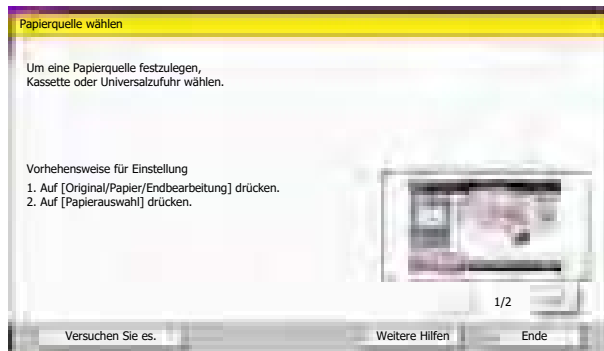 Papierquelle wählen
Um eine Papierquelle festzulegen,
Kassette oder Universalzufuhr wählen.
Vorhehensweise für Einstellung
1. Auf [Original/Papier/Endbearbeitung] drücken.
2. Auf [Papierauswahl] drücken.
1/2
Versuchen Sie es.
Weitere Hilfen
Ende